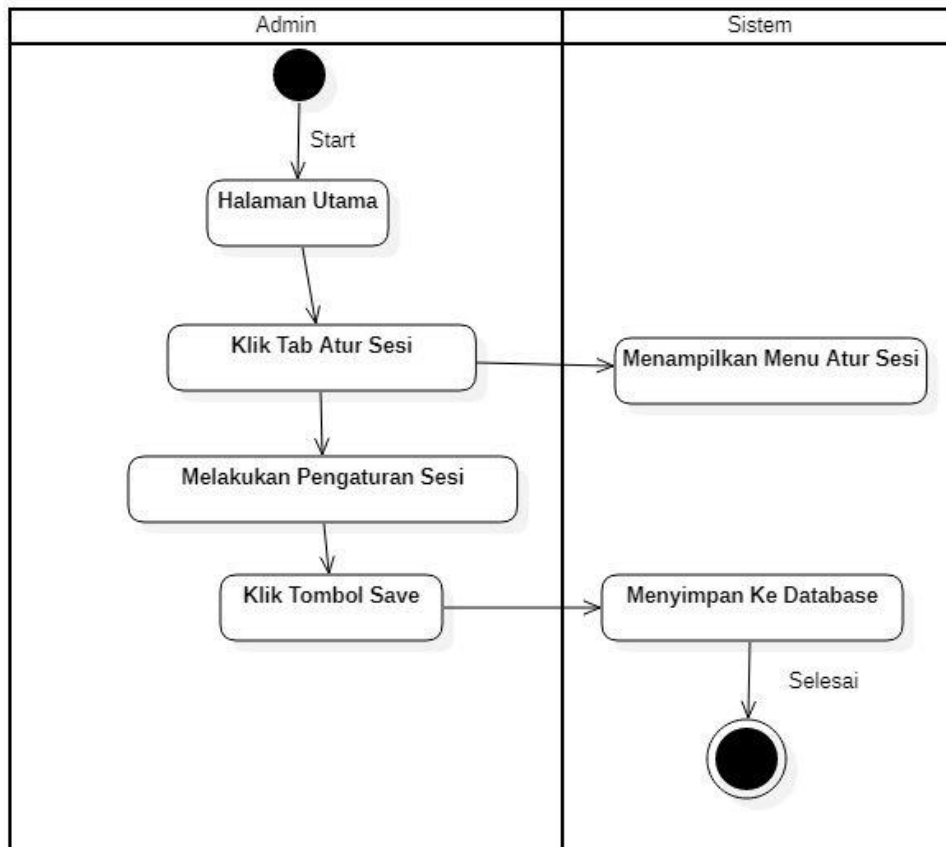 Admin
Sistem
Start
Halaman Utama
Klik Tab Atur Sesi
Menampilkan Menu Atur Sesi
Melakukan Pengaturan Sesi
Klik Tombol Save
Menyimpan Ke Database
Selesai